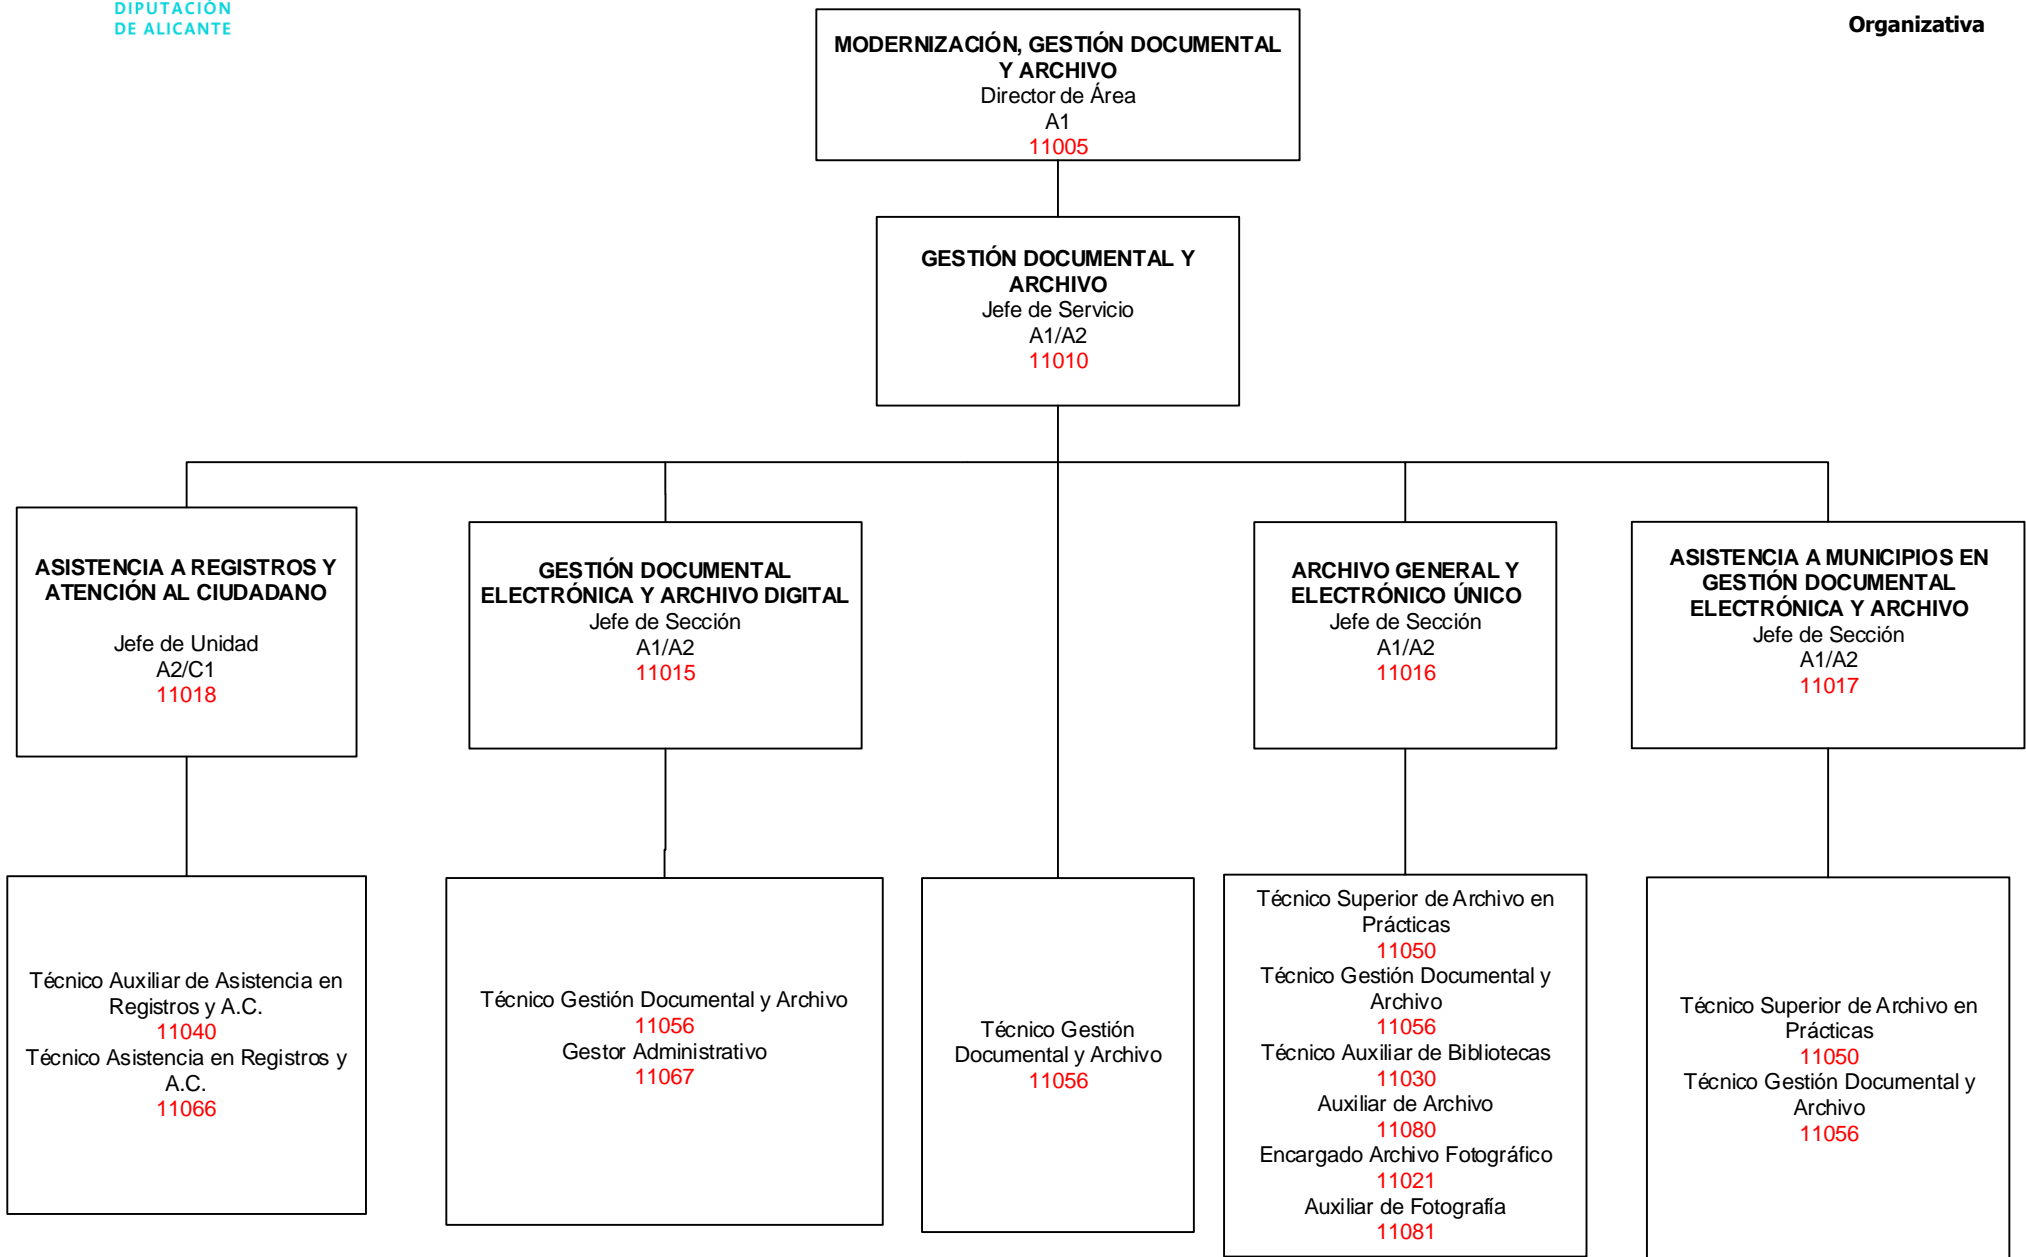 DIPUTACIÓN
DE ALICANTE
Organizativa
MODERNIZACIÓN, GESTIÓN DOCUMENTAL
Y ARCHIVO
Director de Área
A1
11005
GESTIÓN DOCUMENTAL Y
ARCHIVO
Jefe de Servicio
A1/A2
11010
ASISTENCIA A REGISTROS Y
ATENCIÓN AL CIUDADANO
Jefe de Unidad
A2/C1
11018
GESTIÓN DOCUMENTAL
ELECTRÓNICA Y ARCHIVO DIGITAL
Jefe de Sección
A1/A2
11015
ARCHIVO GENERAL Y
ELECTRÓNICO ÚNICO
Jefe de Sección
A1/A2
11016
ASISTENCIA A MUNICIPIOS EN
GESTIÓN DOCUMENTAL
ELECTRÓNICA Y ARCHIVO
Jefe de Sección
A1/A2
11017
Técnico Auxiliar de Asistencia en
Registros y A.C.
11040
Técnico Asistencia en Registros y
A.C.
11066
Técnico Gestión Documental y Archivo
11056
Gestor Administrativo
11067
Técnico Gestión
Documental y Archivo
11056
Técnico Superior de Archivo en
Prácticas
11050
Técnico Gestión Documental y
Archivo
11056
Técnico Auxiliar de Bibliotecas
11030
Auxiliar de Archivo
11080
Encargado Archivo Fotográfico
11021
Auxiliar de Fotografía
11081
Técnico Superior de Archivo en
Prácticas
11050
Técnico Gestión Documental y
Archivo
11056